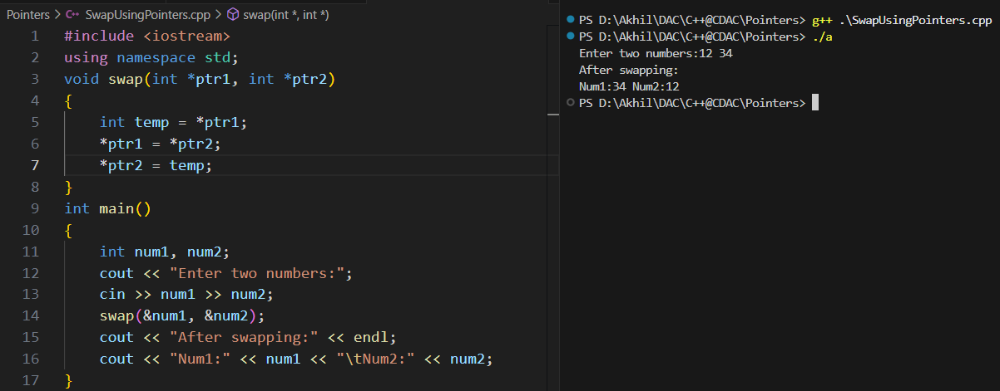 Pointers > C++ SwapUsingPointers.cpp > swap(int *, int *)
1 #include <iostream>
2 using namespace std;
3 void swap(int *ptr1, int *ptr2)
4 {
5     int temp = *ptr1;
6     *ptr1 = *ptr2;
7     *ptr2 = temp;
8 }
9 int main()
10 {
11     int num1, num2;
12     cout << "Enter two numbers:";
13     cin >> num1 >> num2;
14     swap(&num1, &num2);
15     cout << "After swapping:" << endl;
16     cout << "Num1:" << num1 << "\tNum2:" << num2;
17 }
PS D:\Akhil\DAC\C++@CDAC\Pointers> g++ .\SwapUsingPointers.cpp
PS D:\Akhil\DAC\C++@CDAC\Pointers> ./a
Enter two numbers:12 34
After swapping:
Num1:34 Num2:12
PS D:\Akhil\DAC\C++@CDAC\Pointers>